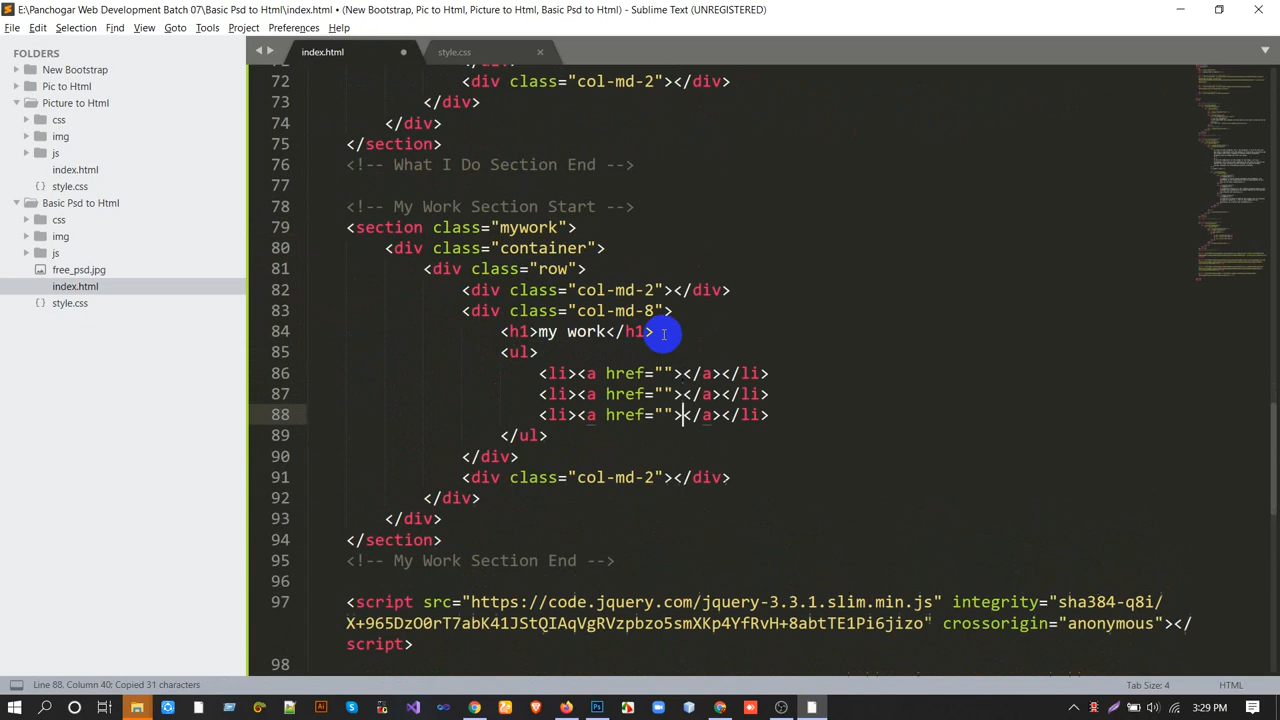 E:\Panchogar Web Development Batch 07\Basic Psd to Html\index.html • (New Bootstrap, Pic to Html, Picture to Html, Basic Psd to Html) - Sublime Text (UNREGISTERED)
File Edit Selection Find View Goto Tools Project Preferences Help
FOLDERS
New Bootstrap
Pic to Html
Picture to Html
css
img
js
index.html
style.css
Basic Psd to Html
css
img
js
free_psd.jpg
index.html
style.css
index.html
style.css
72 </div>
72 <div class="col-md-2"></div>
73 </div>
74 </div>
75 </section>
76 <!-- What I Do Section End -->
77
78 <!-- My Work Section Start -->
79 <section class="mywork">
80 <div class="container">
81 <div class="row">
82 <div class="col-md-2"></div>
83 <div class="col-md-8">
84 <h1>my work</h1>
85 <ul>
86 <li><a href=""></a></li>
87 <li><a href=""></a></li>
88 <li><a href=""></a></li>
89 </ul>
90 </div>
91 <div class="col-md-2"></div>
92 </div>
93 </div>
94 </section>
95 <!-- My Work Section End -->
96
97 <script src="https://code.jquery.com/jquery-3.3.1.slim.min.js" integrity="sha384-q8i/
X+965DzO0rT7abK41JStQIAqVgRVzpbzo5smXKp4YfRvH+8abtTE1Pi6jizo" crossorigin="anonymous"></
script>
98
Line 88, Column 40; Copied 31 characters
Tab Size: 4
HTML
3:29 PM